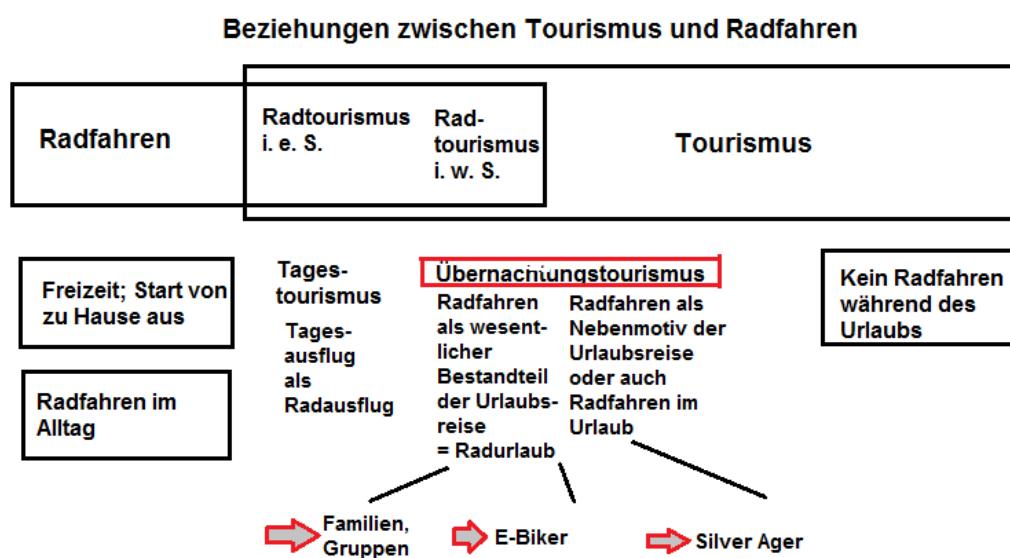 Beziehungen zwischen Tourismus und Radfahren
Radfahren
Radtourismus
i. e. S.
Rad-
tourismus
i. w. S.
Tourismus
Freizeit; Start von
zu Hause aus
Radfahren im
Alltag
Tages-
tourismus
Tages-
ausflug
als
Radausflug
Übernachtungstourismus
Radfahren
als wesent-
licher
Bestandteil
der Urlaubs-
reise
= Radurlaub
Radfahren als
Nebenmotiv der
Urlaubsreise
oder auch
Radfahren im
Urlaub
Kein Radfahren
während des
Urlaubs
Familien,
Gruppen
E-Biker
Silver Ager